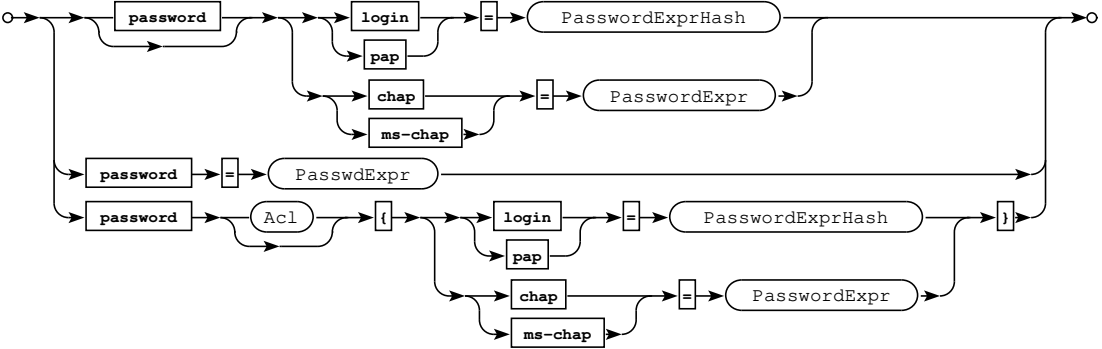 password login = PasswordExprHash
pap
chap = PasswordExpr
ms-chap
password = PasswdExpr
password Acl { login = PasswordExprHash }
pap
chap = PasswordExpr
ms-chap